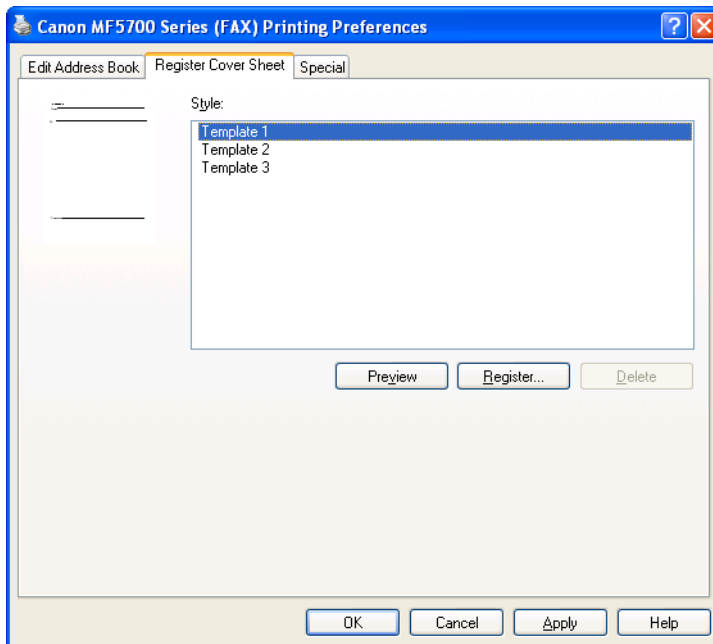 Canon MF5700 Series (FAX) Printing Preferences
Edit Address Book Register Cover Sheet Special
Style:
Template 1
Template 2
Template 3
Preview Register... Delete
OK Cancel Apply Help